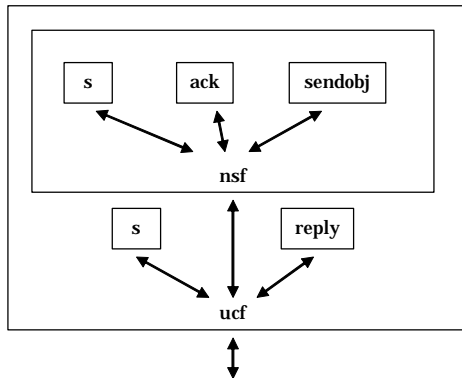 s ack sendobj
nsf
s reply
ucf